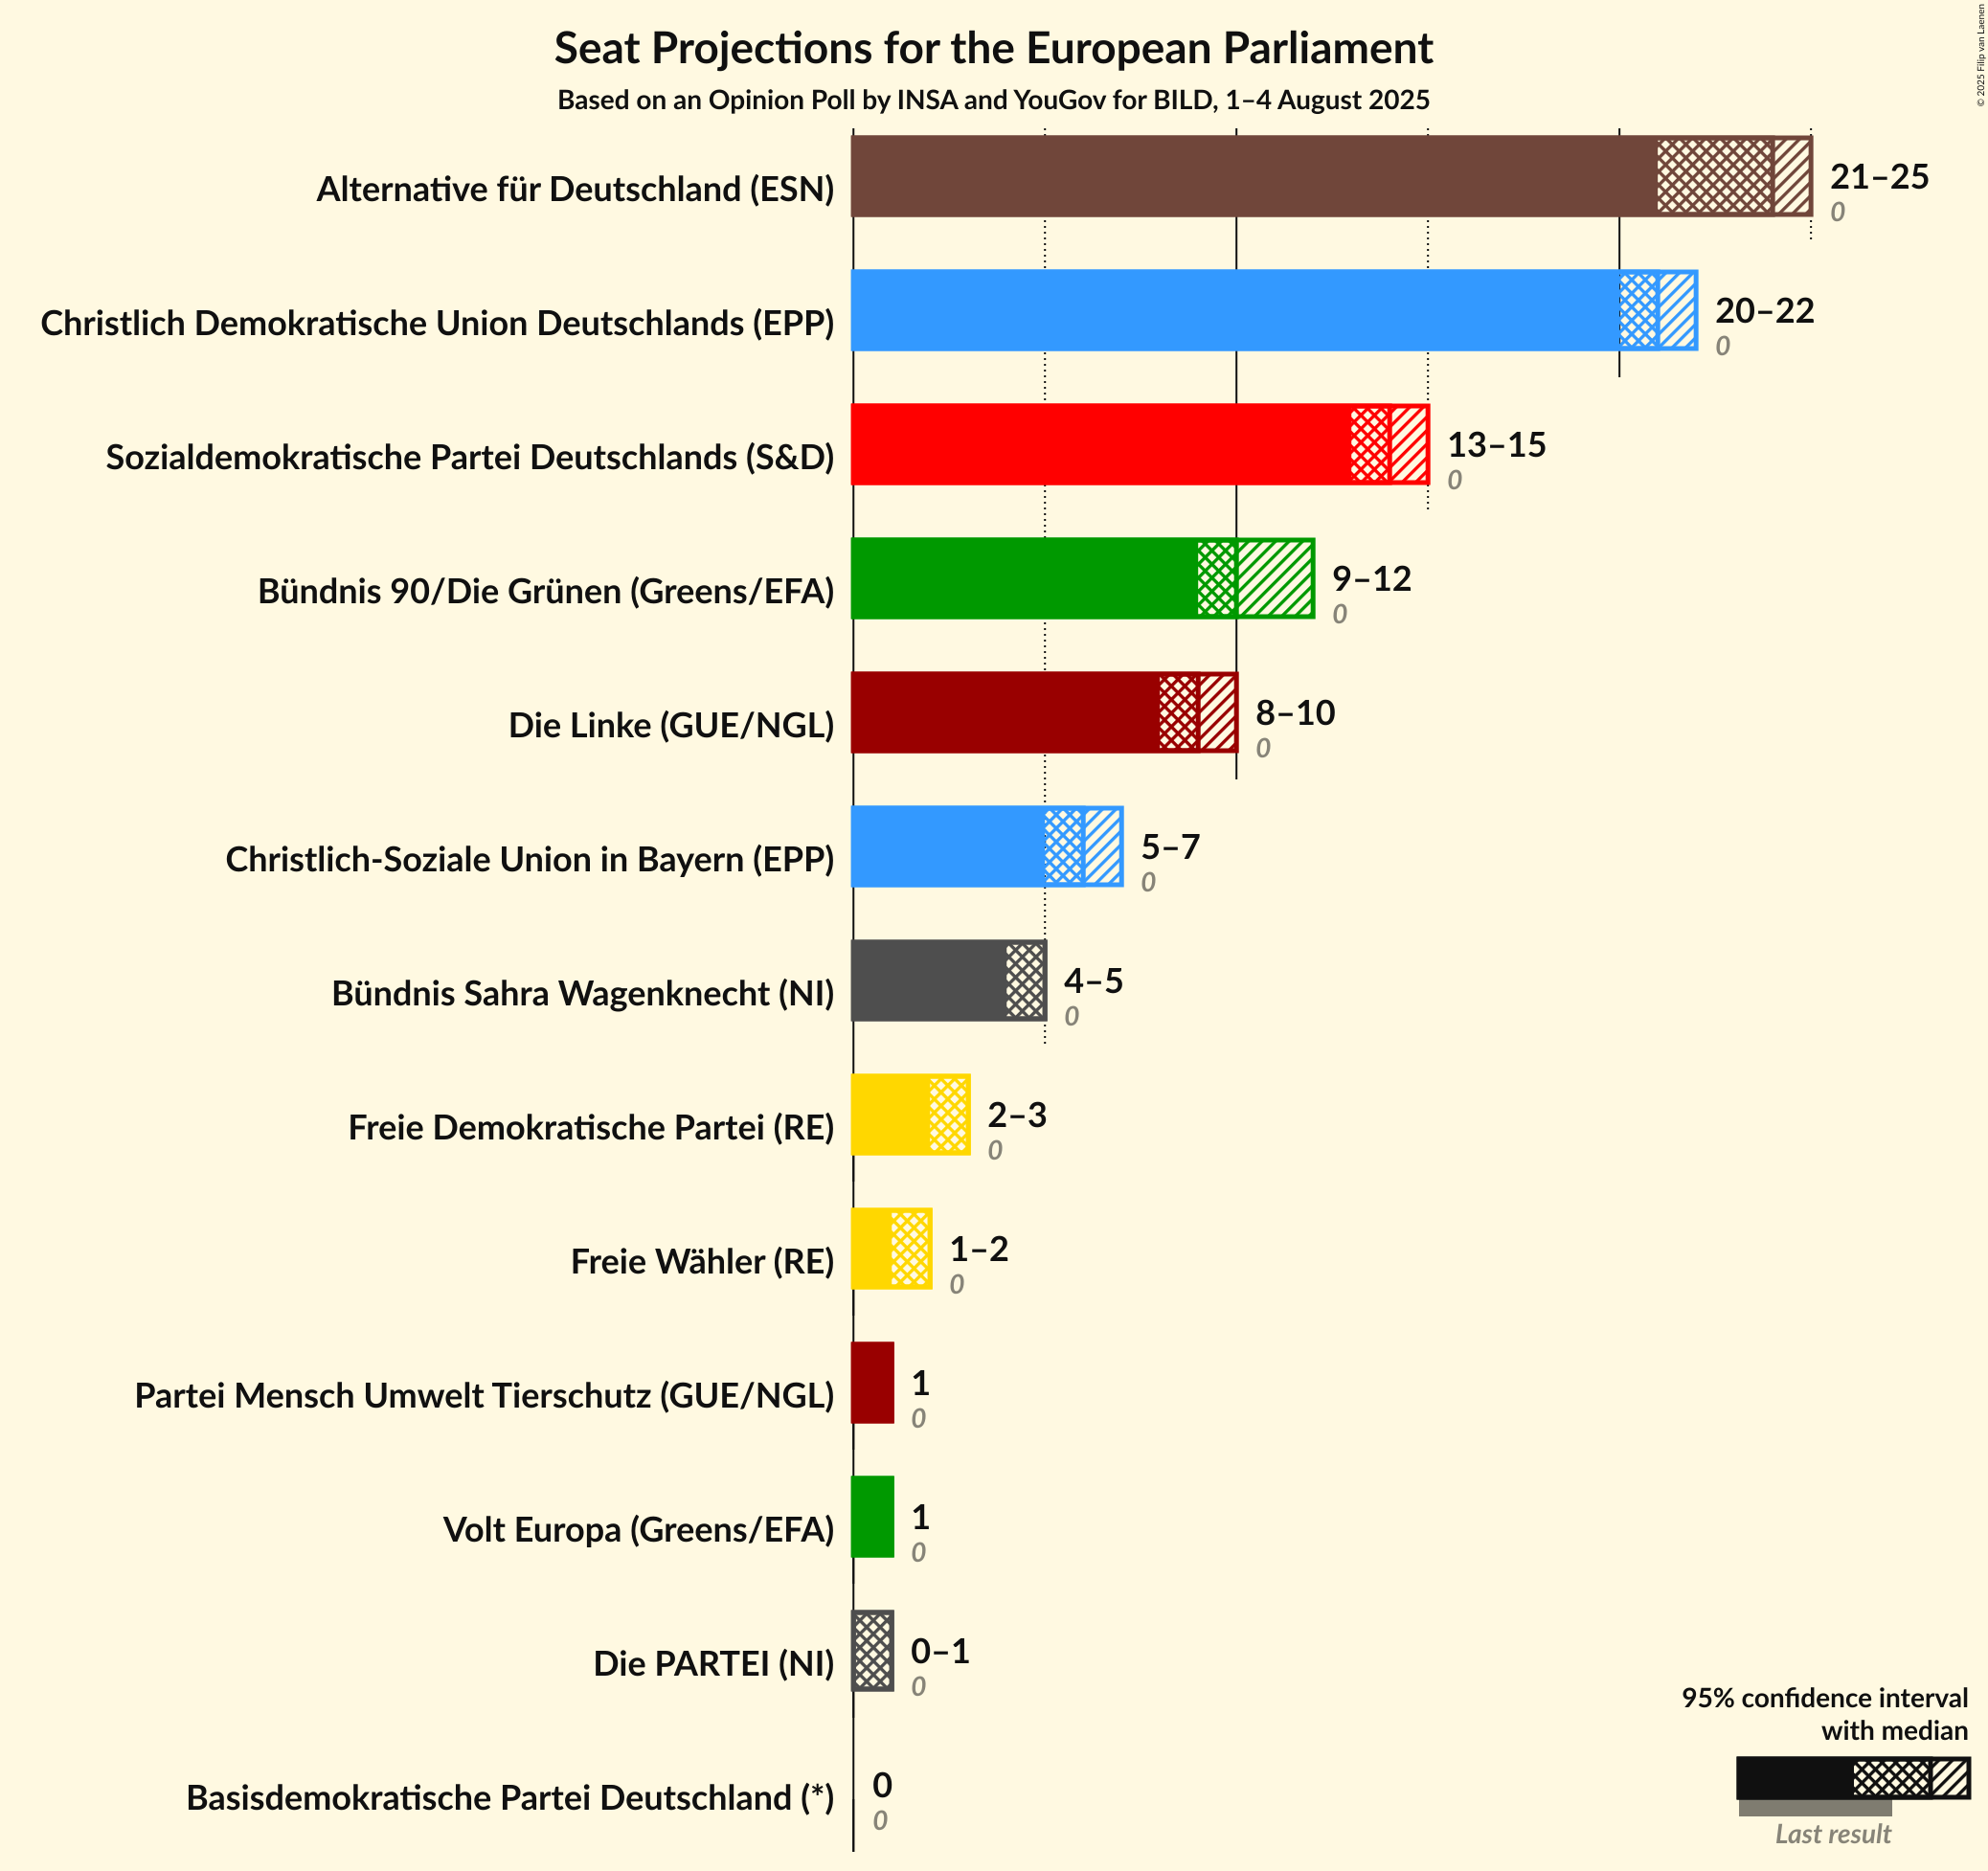 Seat Projections for the European Parliament
Based on an Opinion Poll by INSA and YouGov for BILD, 1–4 August 2025
© 2025 Filip van Laenen
Alternative für Deutschland (ESN)
21–25
0
Christlich Demokratische Union Deutschlands (EPP)
20–22
0
Sozialdemokratische Partei Deutschlands (S&D)
13–15
0
Bündnis 90/Die Grünen (Greens/EFA)
9–12
0
Die Linke (GUE/NGL)
8–10
0
Christlich-Soziale Union in Bayern (EPP)
5–7
0
Bündnis Sahra Wagenknecht (NI)
4–5
0
Freie Demokratische Partei (RE)
2–3
0
Freie Wähler (RE)
1–2
0
Partei Mensch Umwelt Tierschutz (GUE/NGL)
1
0
Volt Europa (Greens/EFA)
1
0
Die PARTEI (NI)
0–1
0
Basisdemokratische Partei Deutschland (*)
0
0
95% confidence interval
with median
Last result